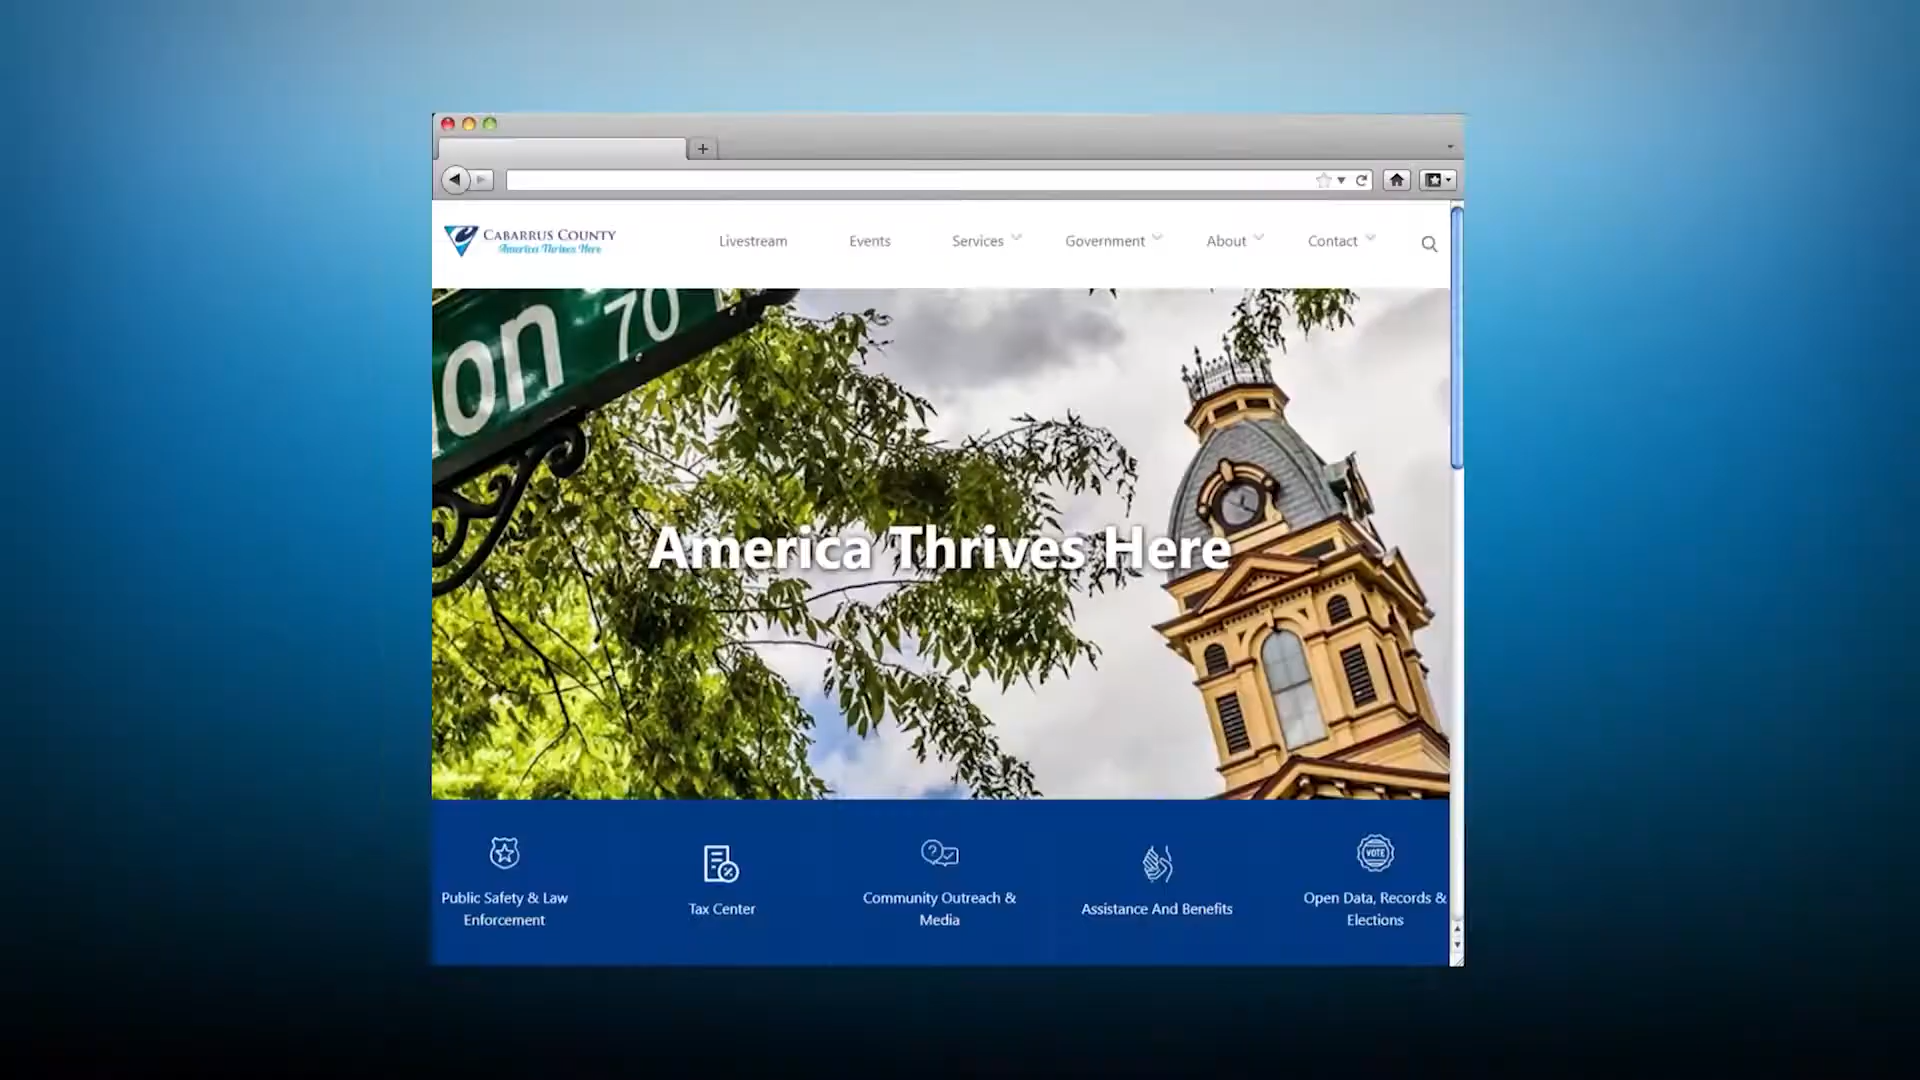 CABARRUS COUNTY
America Thrives Here
Livestream
Events
Services
Government
About
Contact
on 70
America Thrives Here
Public Safety & Law
Enforcement
Tax Center
Community Outreach &
Media
Assistance And Benefits
VOTE
Open Data, Records &
Elections